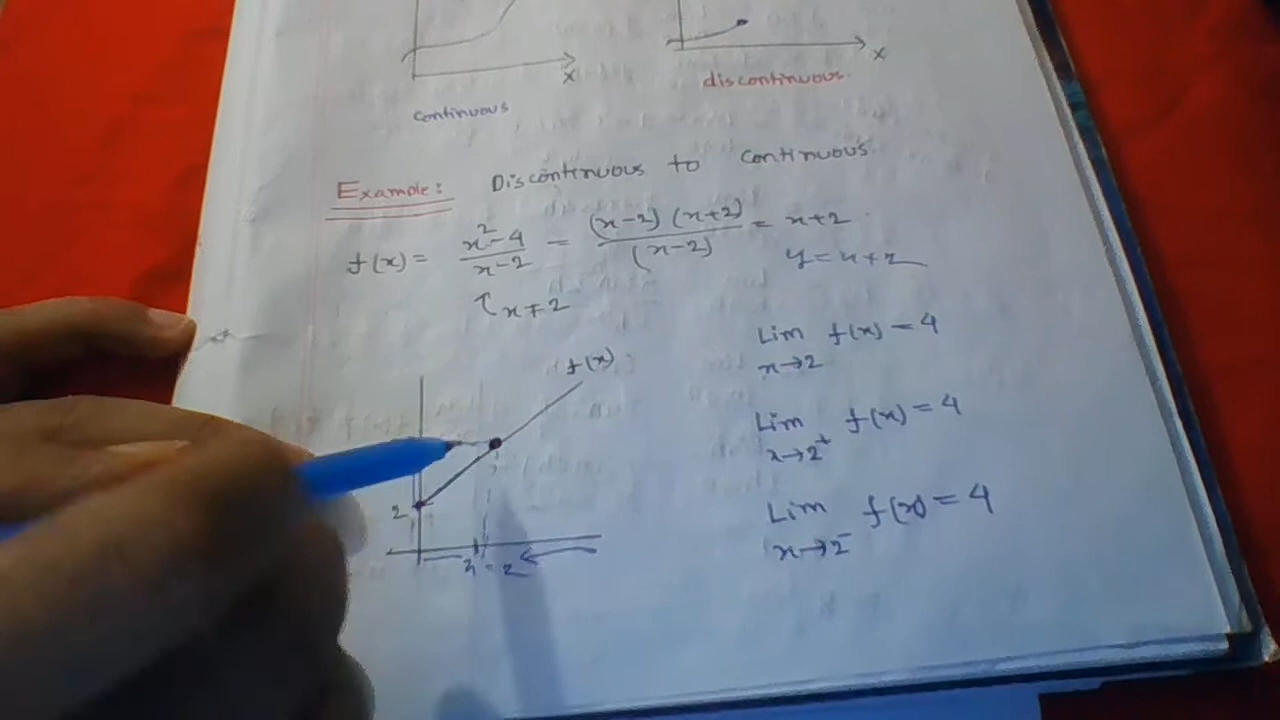 x
x
continuous
discontinuous.
Example: Discontinuous to continuous.
f(x) = x²-4 / x-2 = (x-2)(x+2) / (x-2) = x+2
y = x+2
x≠2
f(x)
Lim f(x) = 4
x→2
Lim f(x) = 4
x→2⁺
2
Lim f(x) = 4
x→2⁻
x=2